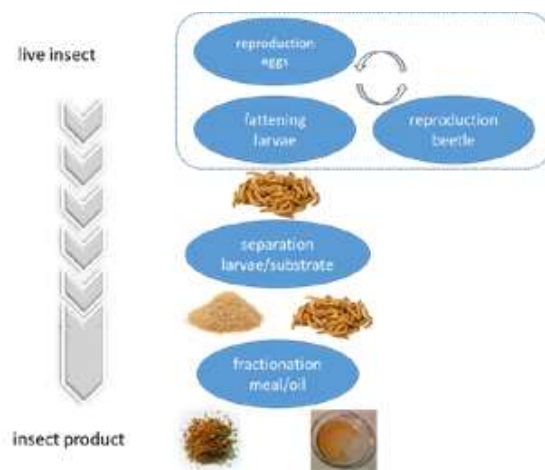 live insect
reproduction
eggs
fattening
larvae
reproduction
beetle
separation
larvae/substrate
fractionation
meal/oil
insect product